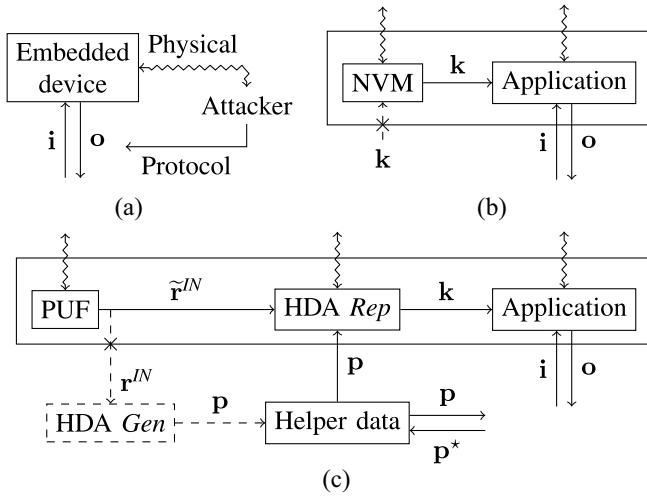 Embedded
device
Physical
Attacker
i
o
Protocol
(a)
NVM
k
Application
k
i
o
(b)
PUF
r̃^IN
HDA Rep
k
Application
r^IN
p
i
o
HDA Gen
p
Helper data
p
p⋆
(c)